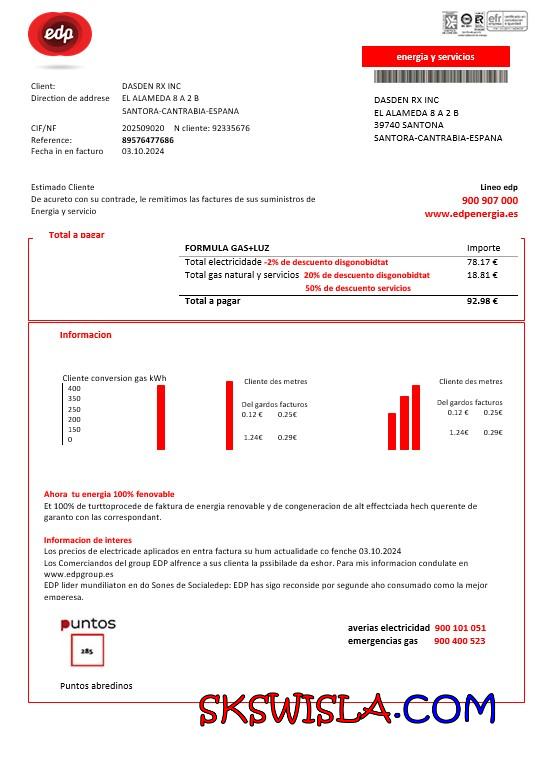 edp
energia y servicios
Client: DASDEN RX INC
Direction de addrese EL ALAMEDA 8 A 2 B
SANTORA-CANTRABIA-ESPANA
CIF/NF 202509020 N cliente: 92335676
Reference: 89576477686
Fecha in en facturo 03.10.2024
DASDEN RX INC
EL ALAMEDA 8 A 2 B
39740 SANTONA
SANTORA-CANTRABIA-ESPANA
Estimado Cliente
De acureto con su contrade, le remitimos las factures de sus suministros de
Energia y servicio
Lineo edp
900 907 000
www.edpenergia.es
Total a pagar
FORMULA GAS+LUZ Importe
Total electricidade -2% de descuento disgonobidtat 78.17 €
Total gas natural y servicios 20% de descuento disgonobidtat 18.81 €
50% de descuento servicios
Total a pagar 92.98 €
Informacion
Cliente conversion gas kWh
400
350
250
200
150
0
Cliente des metres
Del gardos facturos
0.12 € 0.25€
1.24€ 0.29€
Cliente des metres
Del gardos facturos
0.12 € 0.25€
1.24€ 0.29€
Ahora tu energia 100% fenovable
Et 100% de turttoprocede de faktura de energia renovable y de congeneracion de alt effectciada hech querente de
garanto con las correspondant.
Informacion de interes
Los precios de electricade aplicados en entra factura su hum actualidade co fenche 03.10.2024
Los Comerciandos del group EDP alfrence a sus clienta la pssibilade da eshor. Para mis informacion condulate en
www.edpgroup.es
EDP lider mundiliaton en do Sones de Socialedep: EDP has sigo reconside por segunde aho consumado como la mejor
emperesa.
puntos
285
Puntos abredinos
averias electricidad 900 101 051
emergencias gas 900 400 523
SKSWISLA.COM